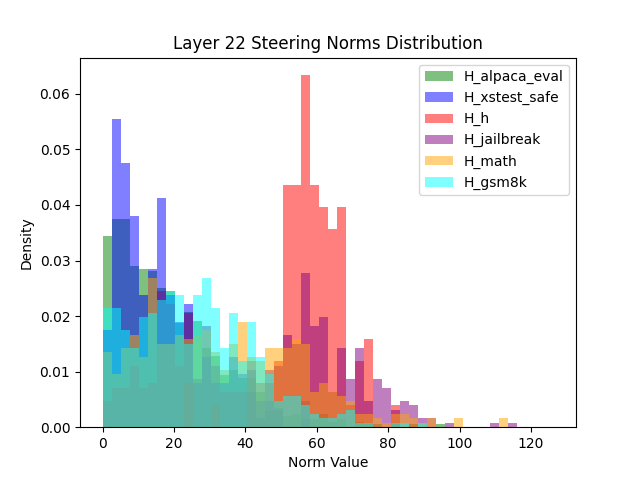 Layer 22 Steering Norms Distribution
H_alpaca_eval
H_xstest_safe
H_h
H_jailbreak
H_math
H_gsm8k
Density
0.06
0.05
0.04
0.03
0.02
0.01
0.00
0 20 40 60 80 100 120
Norm Value